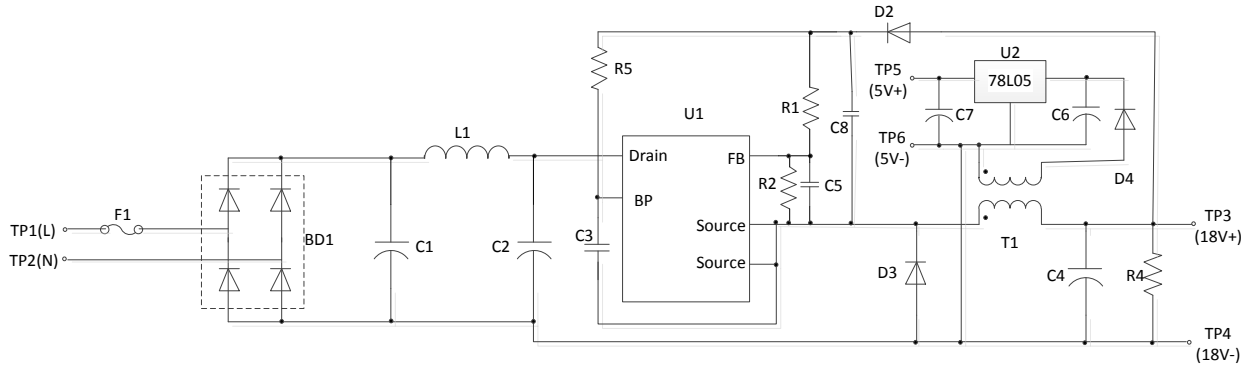 D2
U2
R5
TP5
(5V+)
78L05
R1
U1
C7
C6
C8
TP6
(5V-)
L1
Drain
FB
R2
C5
D4
BP
F1
TP1(L)
Source
TP3
(18V+)
BD1
C1
C2
C3
T1
TP2(N)
Source
D3
C4
R4
TP4
(18V-)